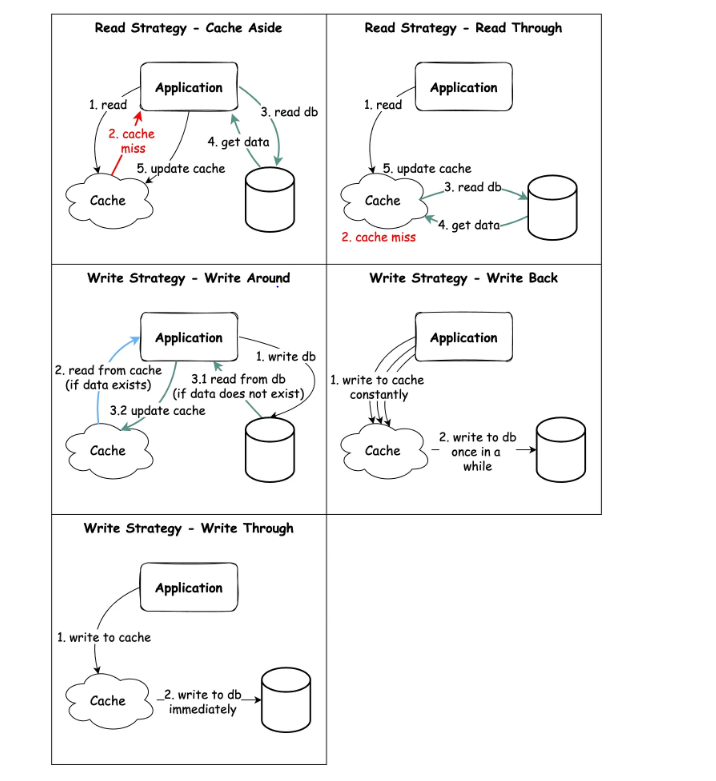 Read Strategy - Cache Aside
Application
1. read
2. cache
miss
3. read db
4. get data
5. update cache
Cache
Read Strategy - Read Through
Application
1. read
5. update cache
Cache
3. read db
4. get data
2. cache miss
Write Strategy - Write Around
Application
1. write db
2. read from cache
(if data exists)
3.1 read from db
(if data does not exist)
3.2 update cache
Cache
Write Strategy - Write Back
Application
1. write to cache
constantly
Cache
2. write to db
once in a
while
Write Strategy - Write Through
Application
1. write to cache
Cache
2. write to db
immediately